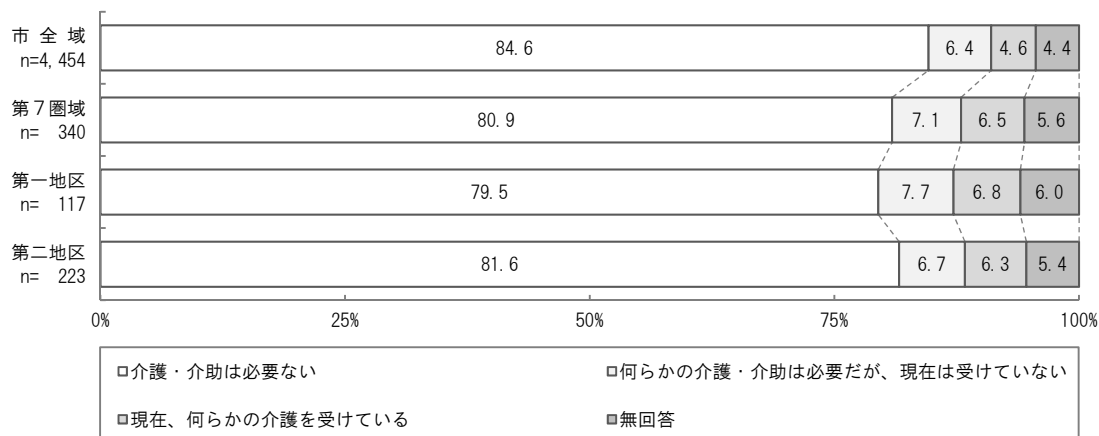 市 全 域
n=4,454
84.6
6.4
4.6
4.4
第7圏域
n= 340
80.9
7.1
6.5
5.6
第一地区
n= 117
79.5
7.7
6.8
6.0
第二地区
n= 223
81.6
6.7
6.3
5.4
0%
25%
50%
75%
100%
介護・介助は必要ない
何らかの介護・介助は必要だが、現在は受けていない
現在、何らかの介護を受けている
無回答